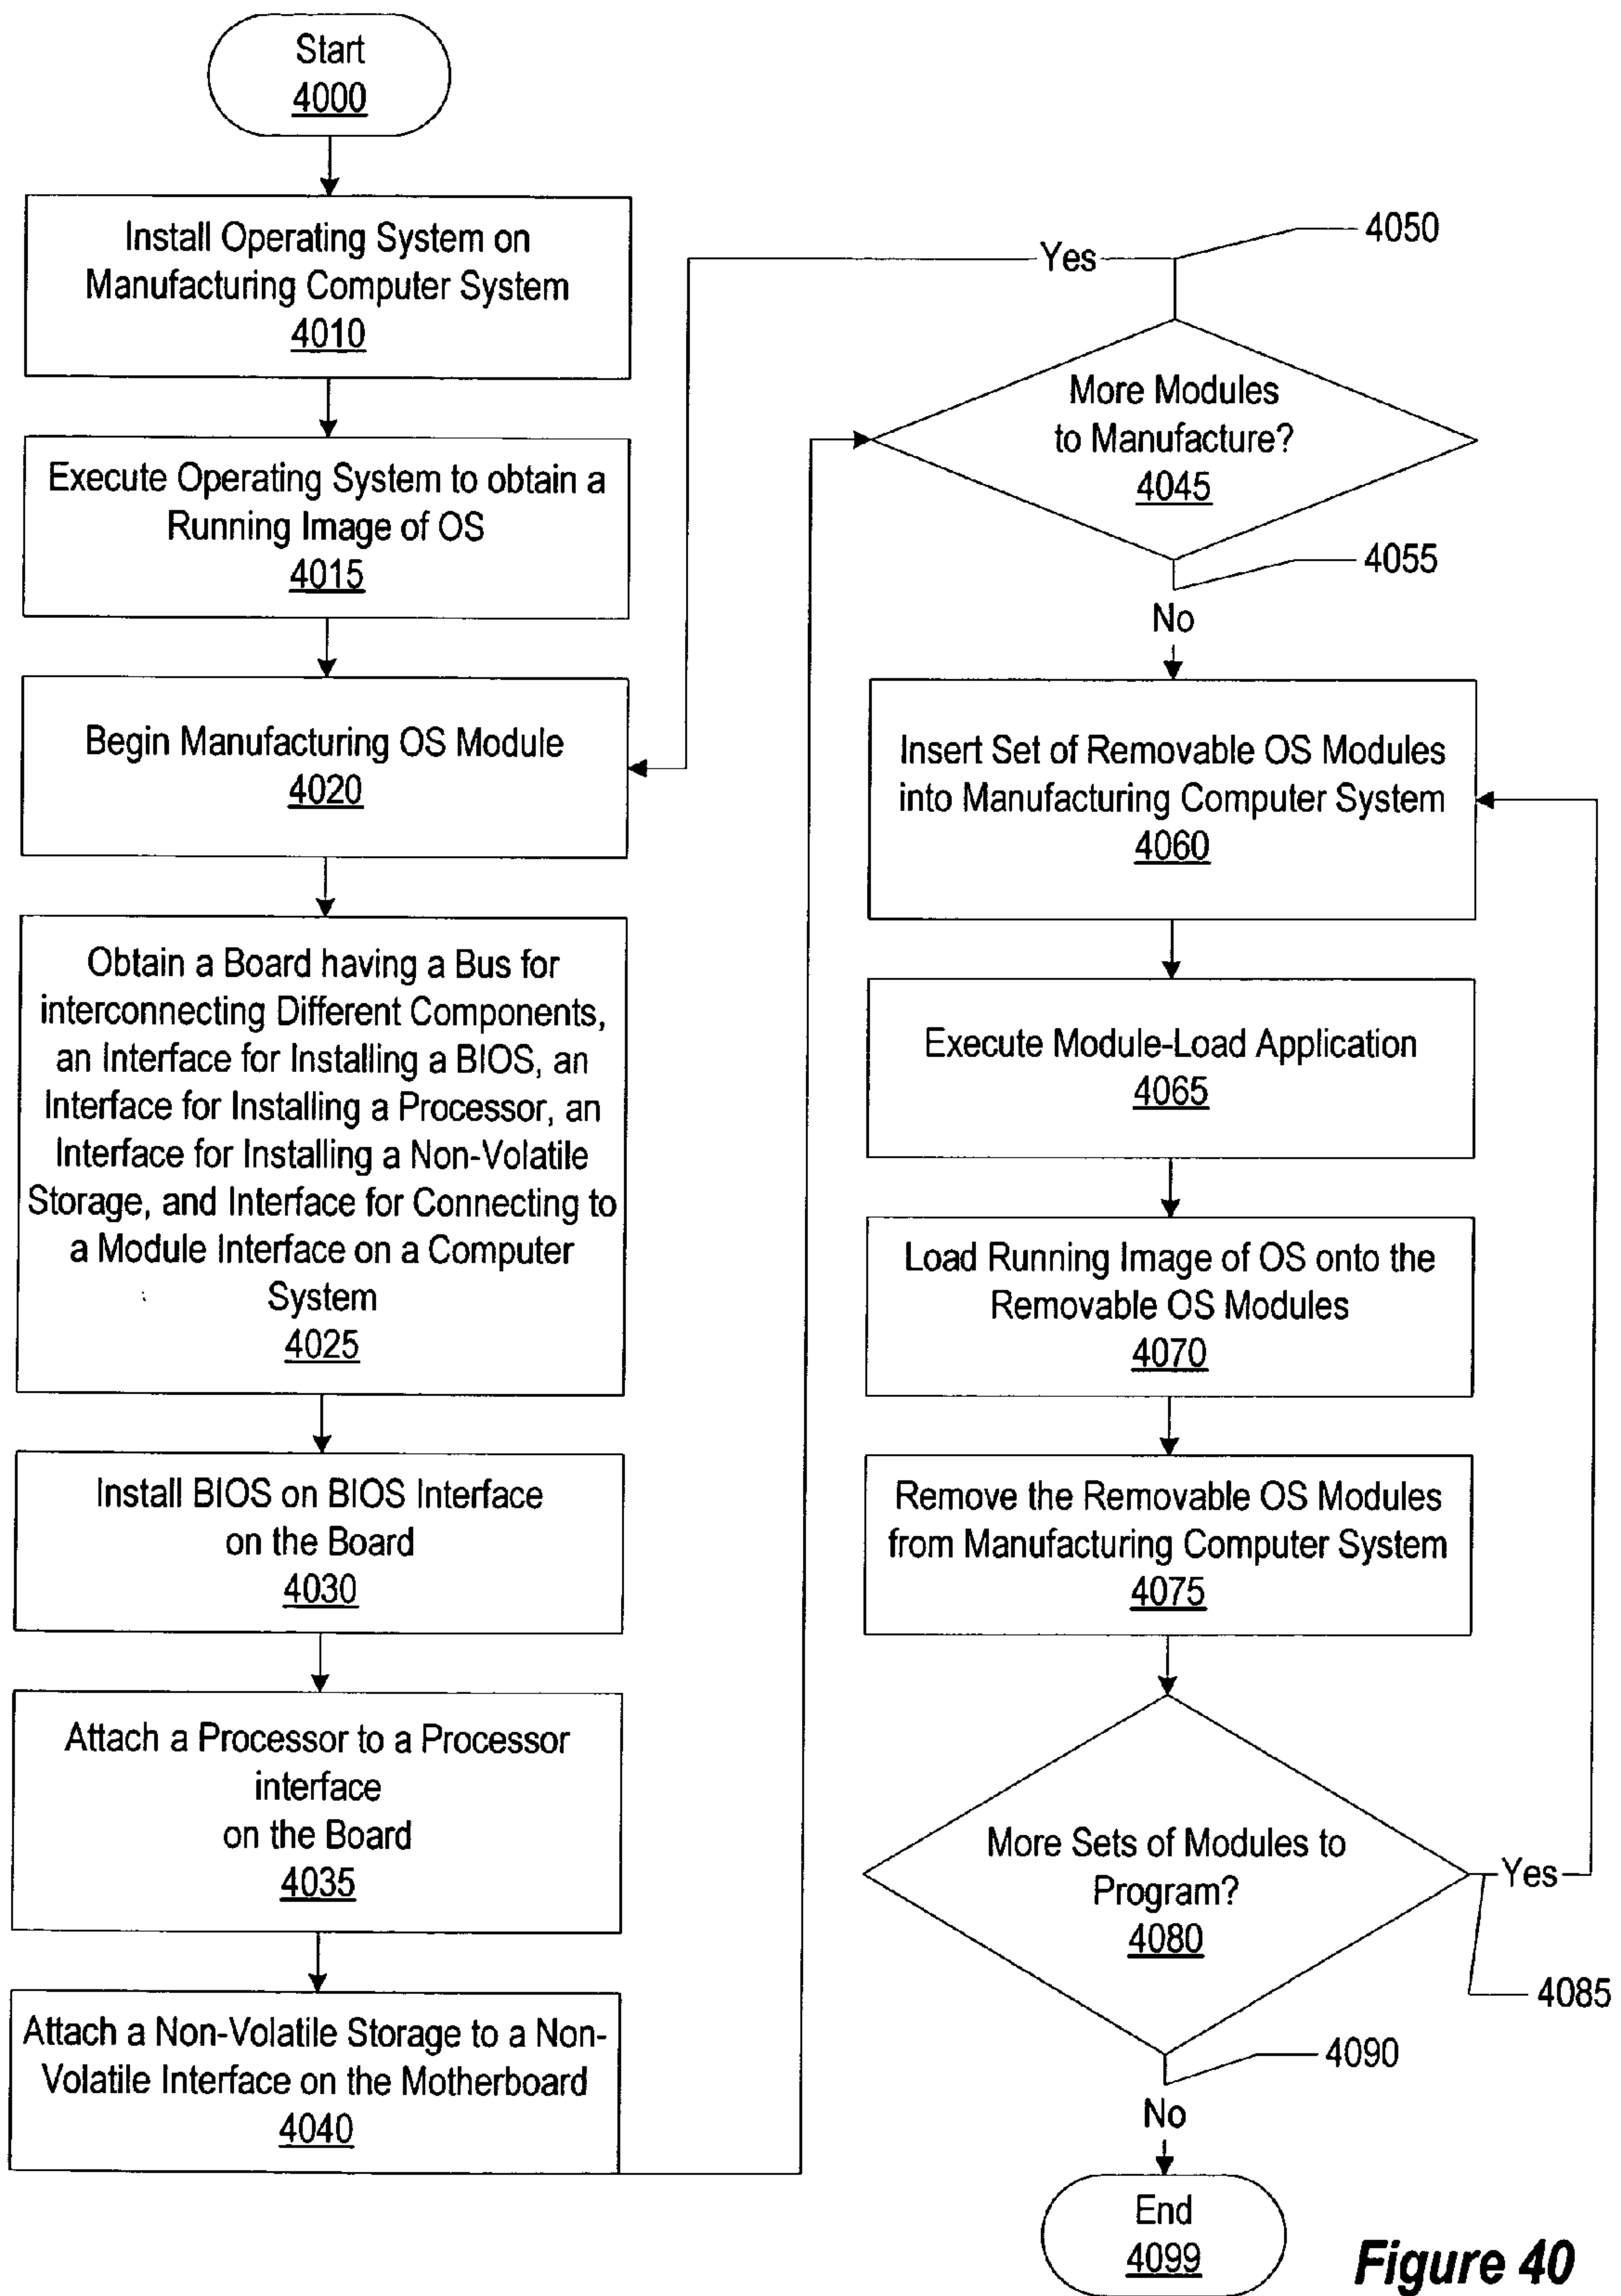 Start
4000
Install Operating System on
Manufacturing Computer System
4010
Execute Operating System to obtain a
Running Image of OS
4015
Begin Manufacturing OS Module
4020
Obtain a Board having a Bus for
interconnecting Different Components,
an Interface for Installing a BIOS, an
Interface for Installing a Processor, an
Interface for Installing a Non-Volatile
Storage, and Interface for Connecting to
a Module Interface on a Computer
System
4025
Install BIOS on BIOS Interface
on the Board
4030
Attach a Processor to a Processor
interface
on the Board
4035
Attach a Non-Volatile Storage to a Non-
Volatile Interface on the Motherboard
4040
Yes
4050
More Modules
to Manufacture?
4045
4055
No
Insert Set of Removable OS Modules
into Manufacturing Computer System
4060
Execute Module-Load Application
4065
Load Running Image of OS onto the
Removable OS Modules
4070
Remove the Removable OS Modules
from Manufacturing Computer System
4075
More Sets of Modules to
Program?
4080
Yes
4085
4090
No
End
4099
Figure 40